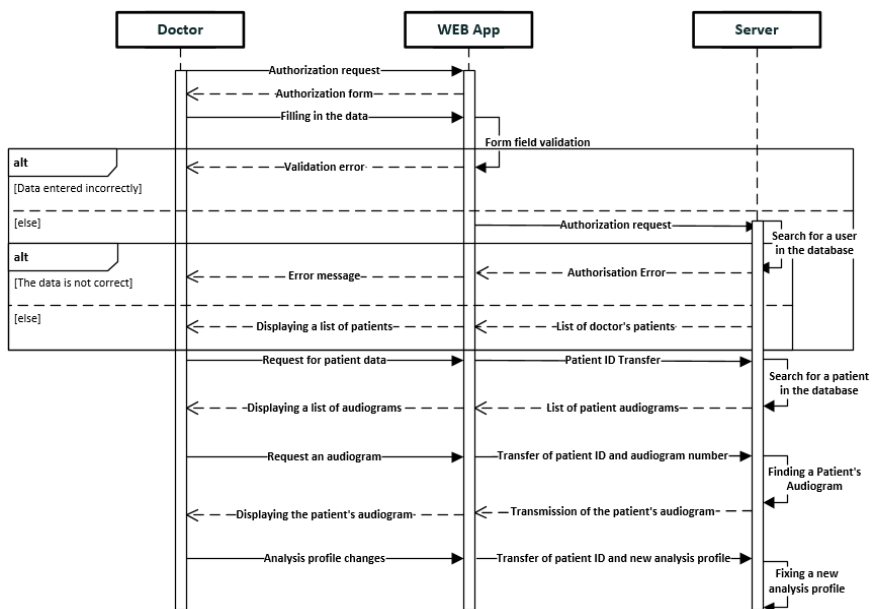 Doctor
WEB App
Server
Authorization request
Authorization form
Filling in the data
Form field validation
alt
Validation error
[Data entered incorrectly]
[else]
Authorization request
Search for a user
in the database
alt
Authorisation Error
Error message
[The data is not correct]
[else]
Displaying a list of patients
List of doctor's patients
Request for patient data
Patient ID Transfer
Search for a patient
in the database
Displaying a list of audiograms
List of patient audiograms
Request an audiogram
Transfer of patient ID and audiogram number
Finding a Patient's
Audiogram
Displaying the patient's audiogram
Transmission of the patient's audiogram
Analysis profile changes
Transfer of patient ID and new analysis profile
Fixing a new
analysis profile